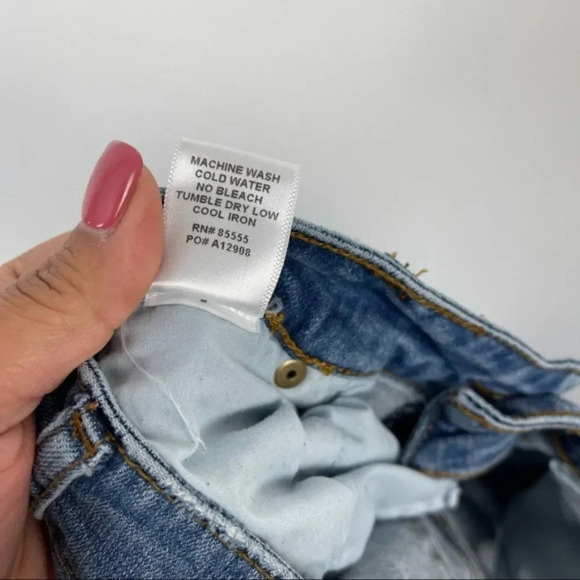 MACHINE WASH
COLD WATER
NO BLEACH
TUMBLE DRY LOW
COOL IRON
RN# 85555
PO# A12908